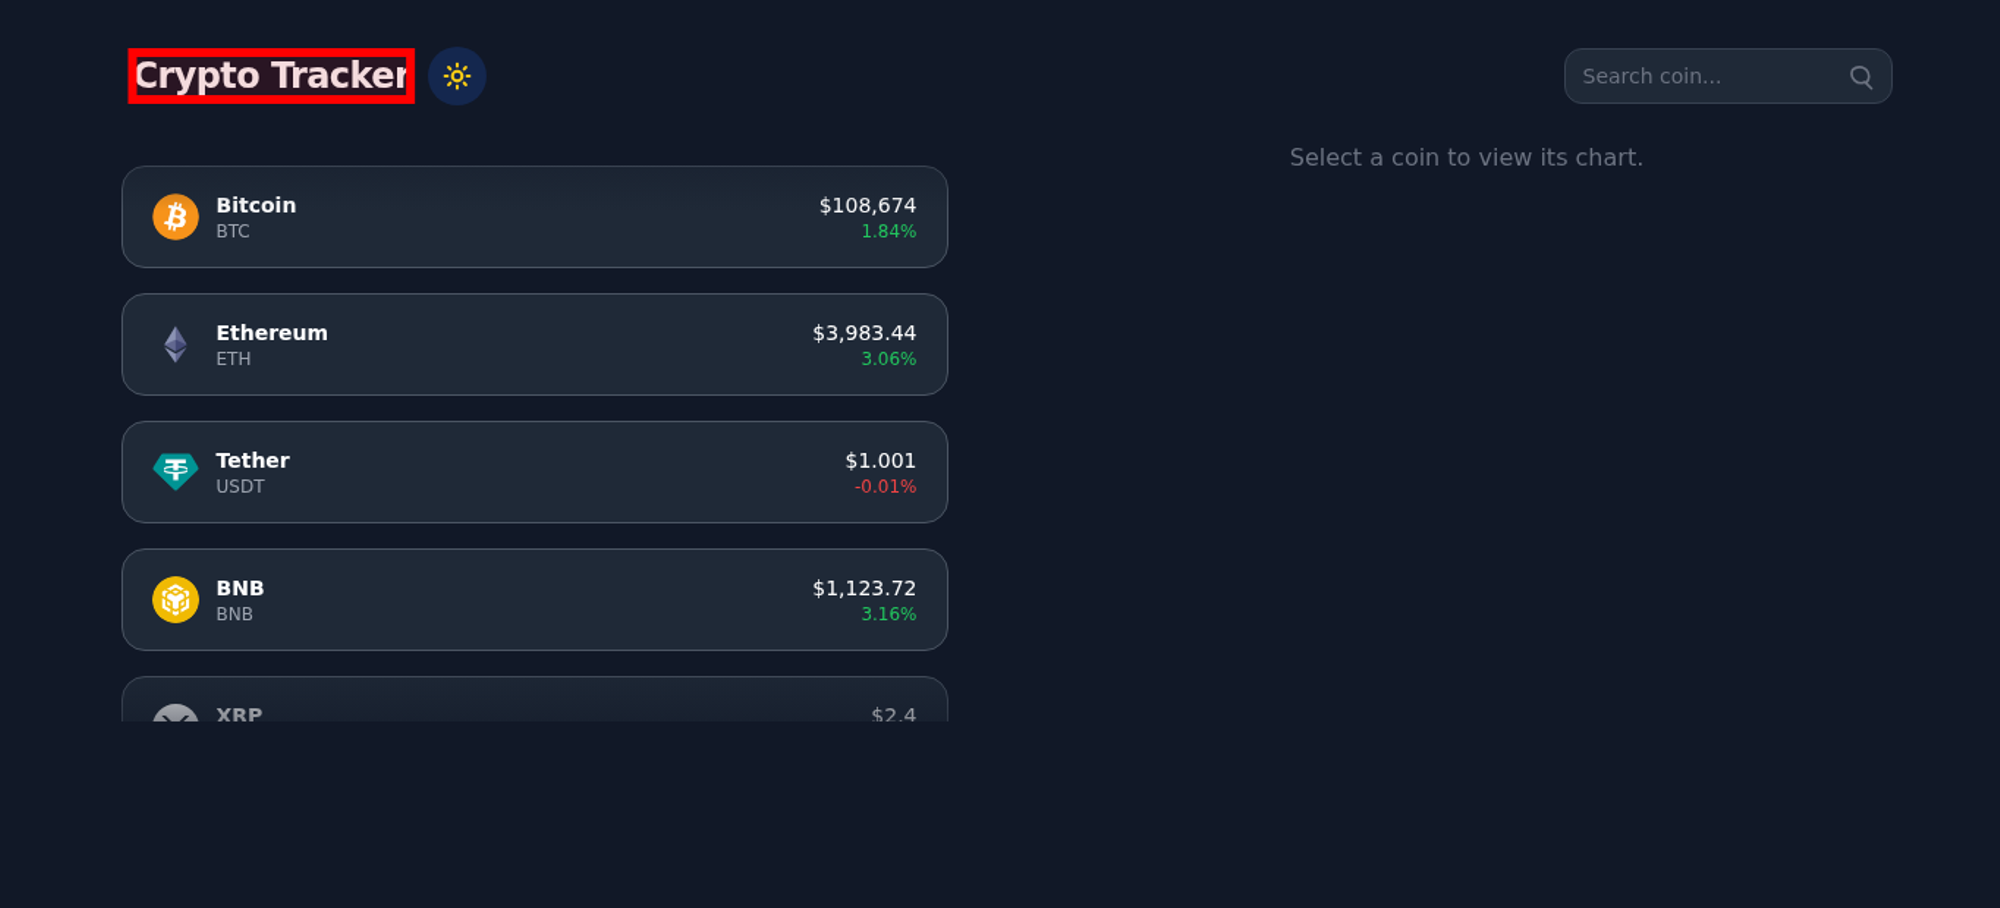 Crypto Tracker
Search coin...
Select a coin to view its chart.
Bitcoin
$108,674
BTC
1.84%
Ethereum
$3,983.44
ETH
3.06%
Tether
$1.001
USDT
-0.01%
BNB
$1,123.72
BNB
3.16%
XRP
$2.4